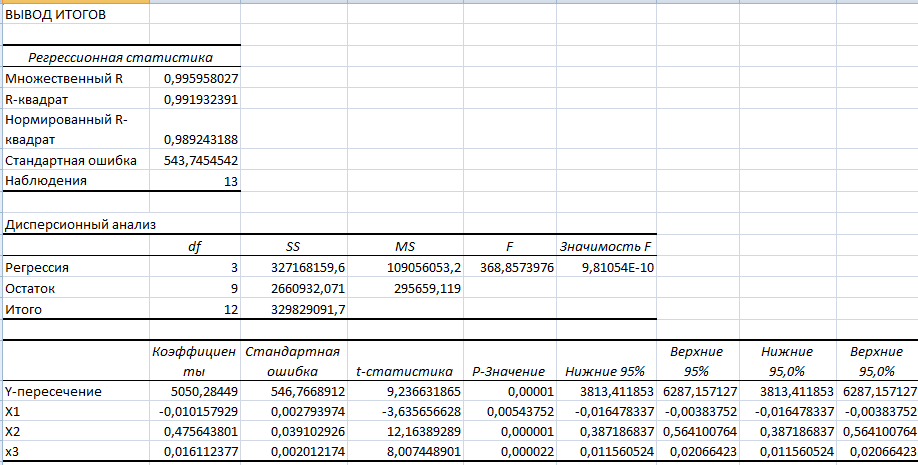 ВЫВОД ИТОГОВ
Регрессионная статистика
Множественный R 0,995958027
R-квадрат 0,991932391
Нормированный R-
квадрат 0,989243188
Стандартная ошибка 543,7454542
Наблюдения 13
Дисперсионный анализ
df SS MS F Значимость F
Регрессия 3 327168159,6 109056053,2 368,8573976 9,81054E-10
Остаток 9 2660932,071 295659,119
Итого 12 329829091,7
Коэффициен Стандартная Верхние Нижние Верхние
ты ошибка t-статистика P-Значение Нижние 95% 95% 95,0% 95,0%
Y-пересечение 5050,28449 546,7668912 9,236631865 0,00001 3813,411853 6287,157127 3813,411853 6287,157127
X1 -0,010157929 0,002793974 -3,635656628 0,00543752 -0,016478337 -0,00383752 -0,016478337 -0,00383752
X2 0,475643801 0,039102926 12,16389289 0,000001 0,387186837 0,564100764 0,387186837 0,564100764
x3 0,016112377 0,002012174 8,007448901 0,000022 0,011560524 0,02066423 0,011560524 0,02066423